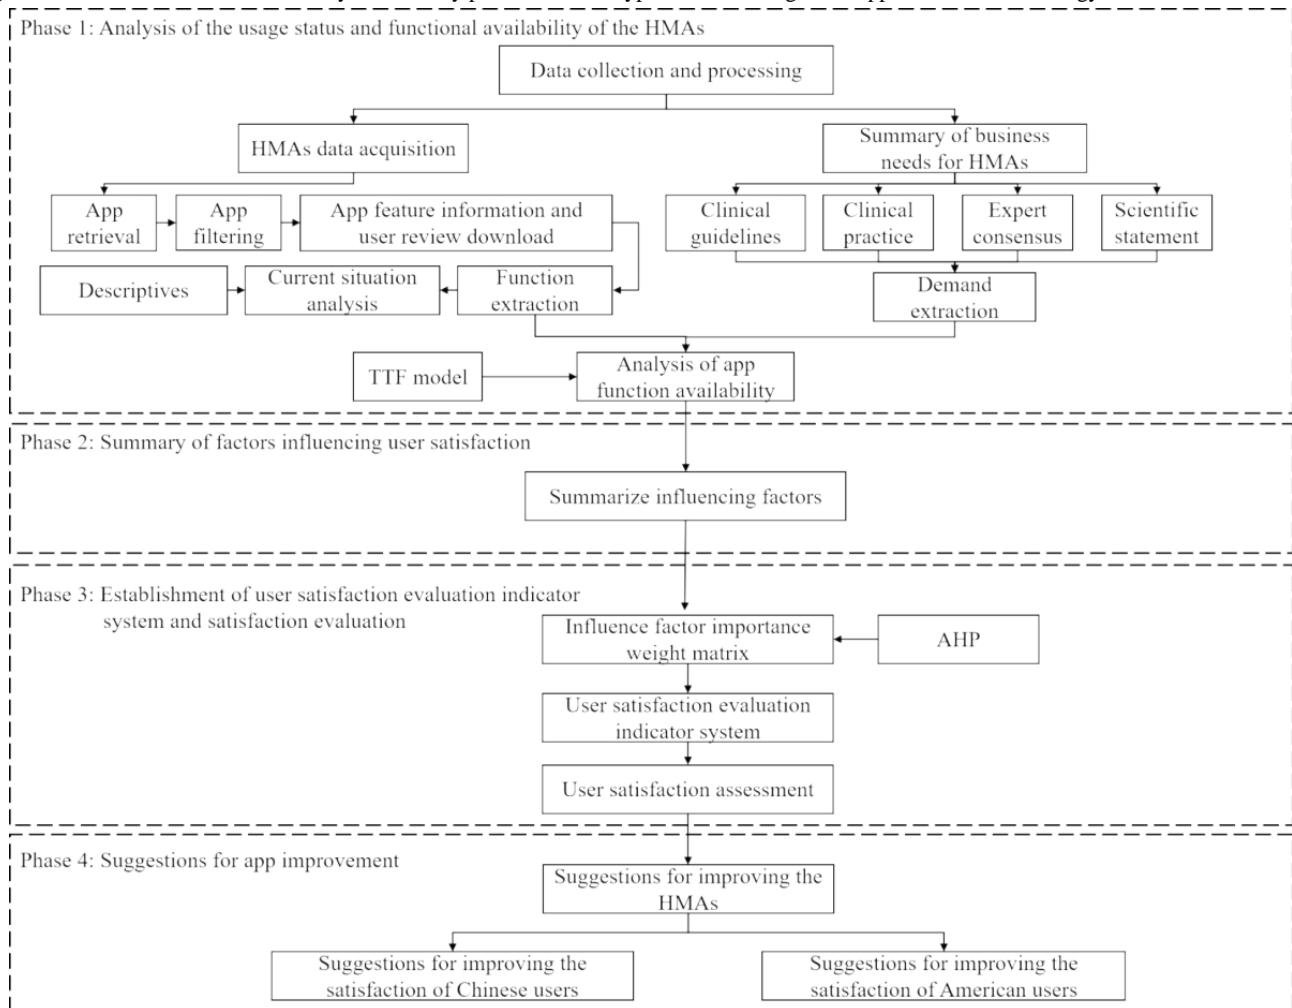 Phase 1: Analysis of the usage status and functional availability of the HMAs
Data collection and processing
HMAs data acquisition
Summary of business
needs for HMAs
App
retrieval
App
filtering
App feature information and
user review download
Clinical
guidelines
Clinical
practice
Expert
consensus
Scientific
statement
Descriptives
Current situation
analysis
Function
extraction
Demand
extraction
TTF model
Analysis of app
function availability
Phase 2: Summary of factors influencing user satisfaction
Summarize influencing factors
Phase 3: Establishment of user satisfaction evaluation indicator
system and satisfaction evaluation
Influence factor importance
weight matrix
AHP
User satisfaction evaluation
indicator system
User satisfaction assessment
Phase 4: Suggestions for app improvement
Suggestions for improving the
HMAs
Suggestions for improving the
satisfaction of Chinese users
Suggestions for improving the
satisfaction of American users